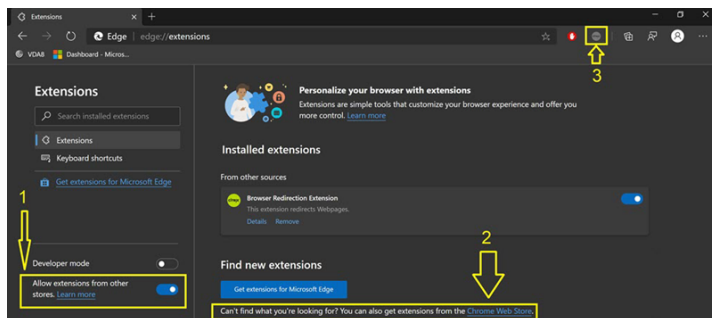 Extensions
Edge
edge://extensions
VDA8
Dashboard - Micros...
3
Extensions
Search installed extensions
Extensions
Keyboard shortcuts
Get extensions for Microsoft Edge
1
Developer mode
Allow extensions from other
stores. Learn more
Personalize your browser with extensions
Extensions are simple tools that customize your browser experience and offer you
more control. Learn more
Installed extensions
From other sources
citrix
Browser Redirection Extension
This extension redirects Webpages.
Details Remove
2
Find new extensions
Get extensions for Microsoft Edge
Can't find what you're looking for? You can also get extensions from the Chrome Web Store.